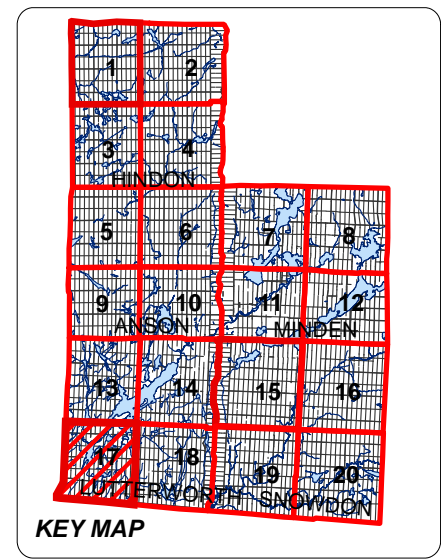 1 2
3 4
HINDON
5 6 7 8
9 10 11 12
ANSON MINDEN
13 14 15 16
17 18 19 20
LUTTERWORTH SNOWDON
KEY MAP